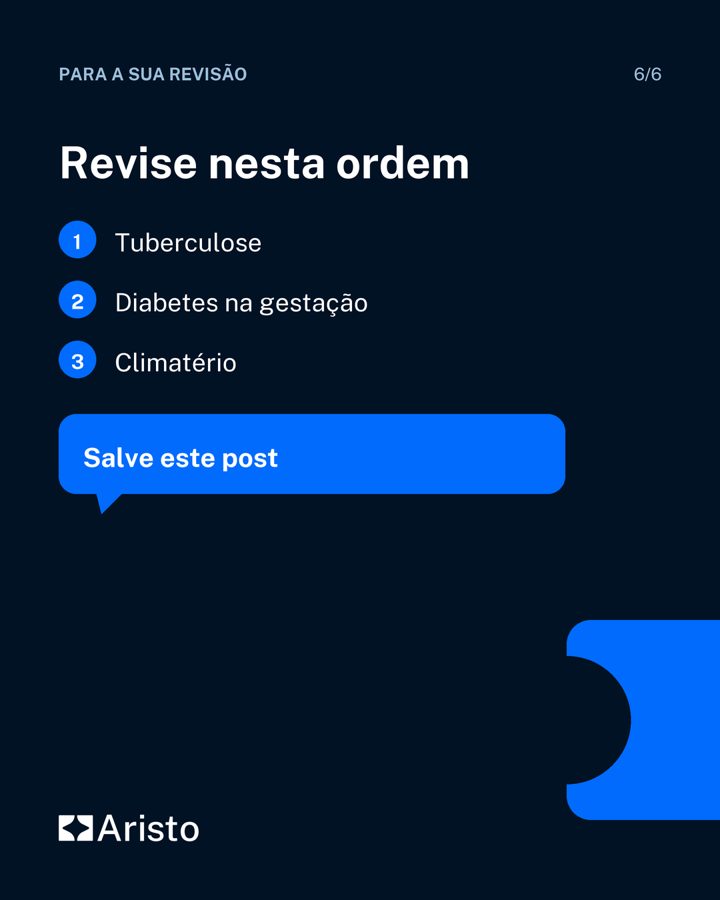 PARA A SUA REVISÃO
6/6
Revise nesta ordem
1 Tuberculose
2 Diabetes na gestação
3 Climatério
Salve este post
Aristo